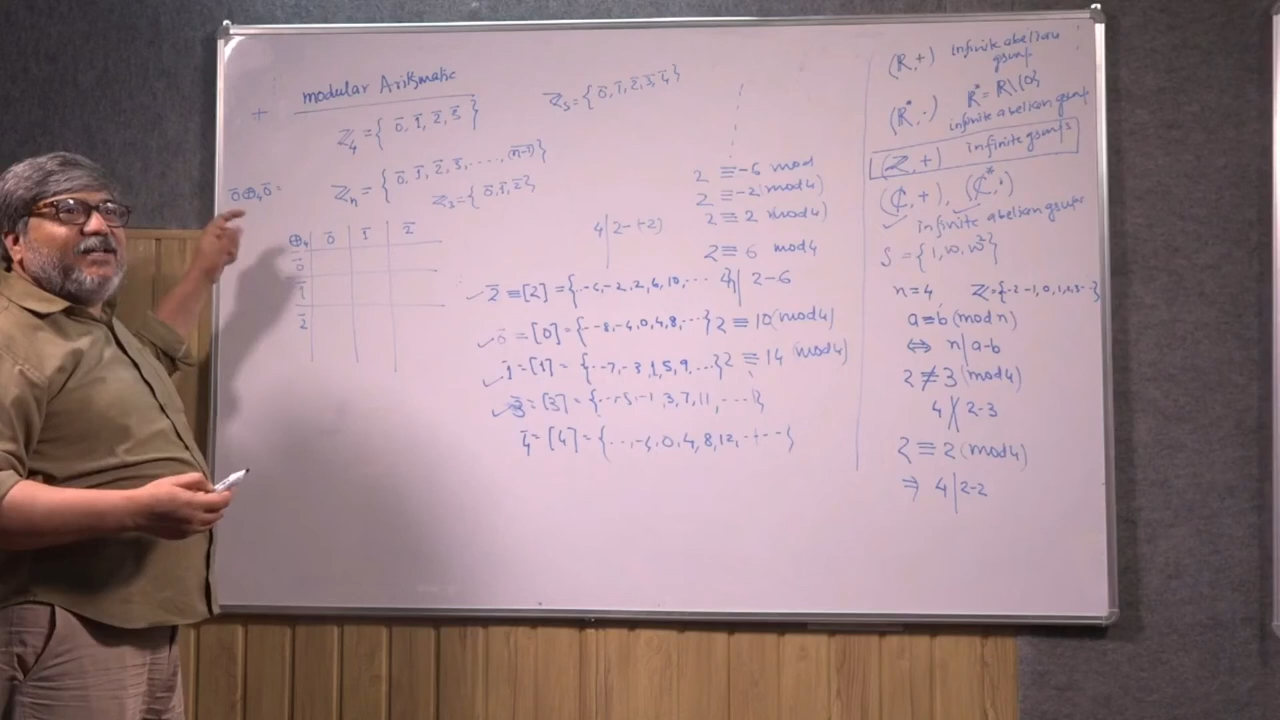 modular Arithmatic
+
Z₄ = { 0̄, 1̄, 2̄, 3̄ }
Z₅ = { 0̄, 1̄, 2̄, 3̄, 4̄ }
Zₙ = { 0̄, 1̄, 2̄, 3̄, ....., (n-1)‾ }
Z₃ = { 0̄, 1̄, 2̄ }
0̄ ⊕₄ 0̄ =
⊕₄ 0̄ 1̄ 2̄
0̄
1̄
2̄
2 ≡ -6 mod
2 ≡ -2 (mod 4)
4 | 2-(-2)
2 ≡ 2 (mod 4)
2 ≡ 6 mod 4
4 | 2-6
2̄ ≡ [2] = {...-6,-2,2,6,10,...
0̄ = [0] = {...-8,-4,0,4,8,...}
2 ≡ 10 (mod 4)
1̄ = [1] = {...-7,-3,1,5,9,...}
2 ≡ 14 (mod 4)
3̄ = [3] = {...-5,-1,3,7,11,...}
4̄ = [4] = {...,-4,0,4,8,12,...}
(R,+) infinite abelian group
(R*,·) R* = R\{0}
infinite abelian group
(Z,+) infinite groups
(ℂ,+), (ℂ*,·)
infinite abelian groups
S = {1, ω, ω²}
n=4, Z={--2-1,0,1,2,3--}
a≡b (mod n)
⇔ n | a-b
2 ≢ 3 (mod 4)
4 ∤ 2-3
2 ≡ 2 (mod 4)
⇒ 4 | 2-2